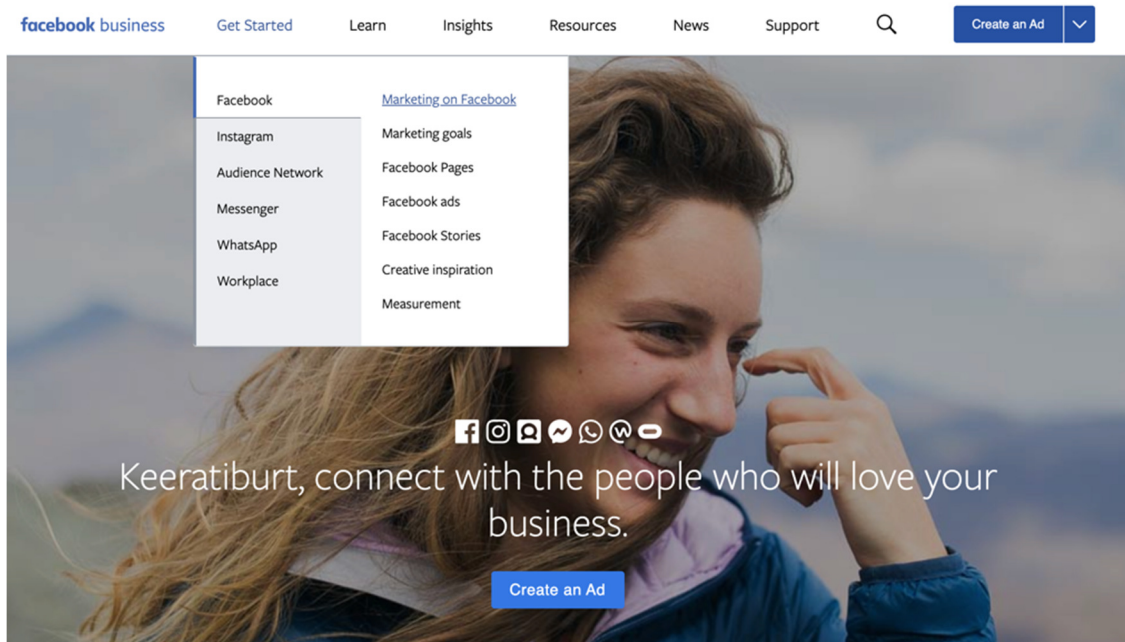 facebook business Get Started Learn Insights Resources News Support Create an Ad
Facebook
Instagram
Audience Network
Messenger
WhatsApp
Workplace
Marketing on Facebook
Marketing goals
Facebook Pages
Facebook ads
Facebook Stories
Creative inspiration
Measurement
Keeratiburt, connect with the people who will love your
business.
Create an Ad